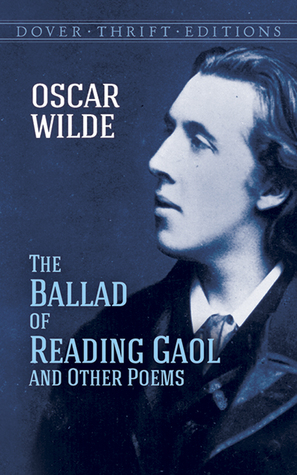 DOVER · THRIFT · EDITIONS
OSCAR
WILDE
THE
BALLAD
OF
READING GAOL
AND OTHER POEMS